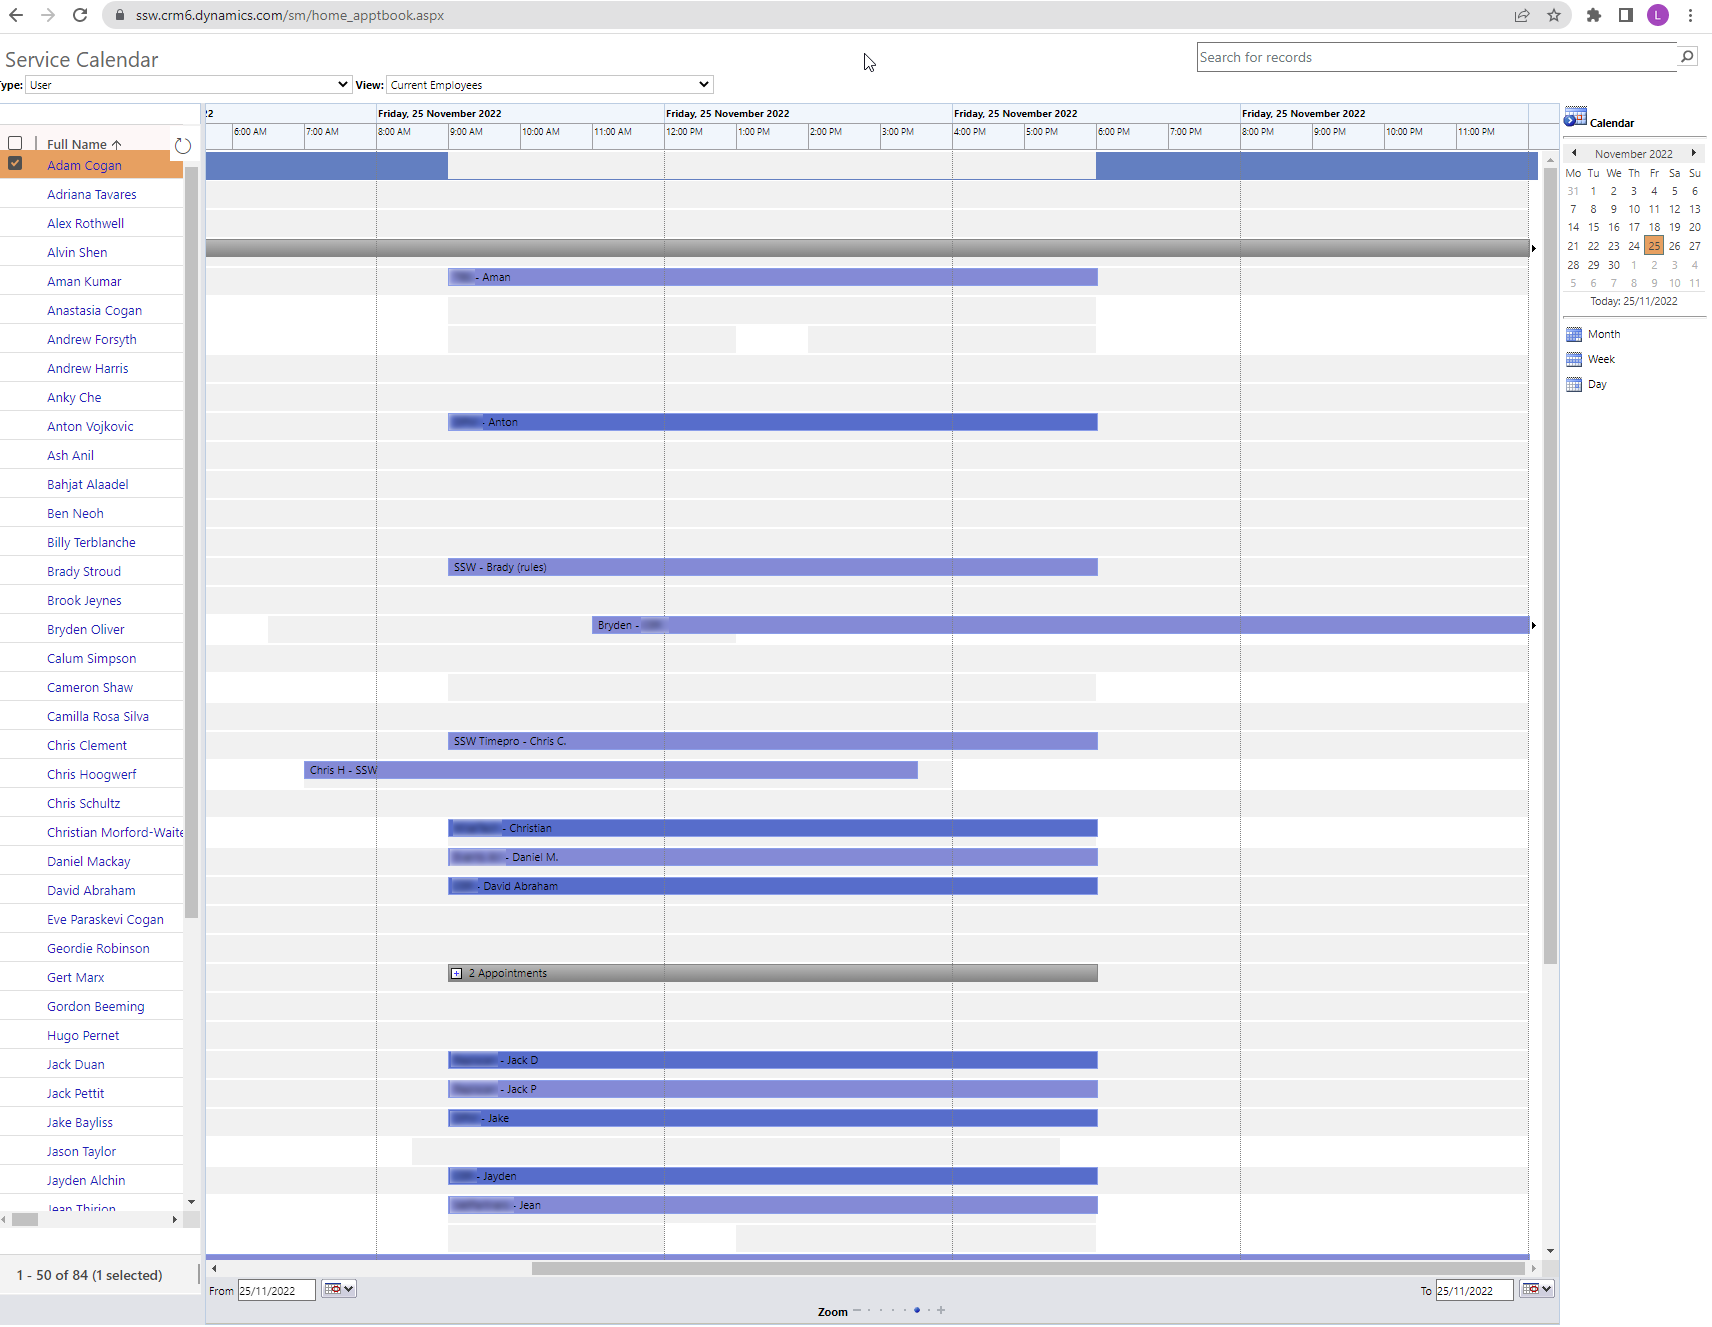 ssw.crm6.dynamics.com/sm/home_apptbook.aspx
L
Service Calendar
Search for records
ype: User View: Current Employees
22 Friday, 25 November 2022 Friday, 25 November 2022 Friday, 25 November 2022 Friday, 25 November 2022
6:00 AM 7:00 AM 8:00 AM 9:00 AM 10:00 AM 11:00 AM 12:00 PM 1:00 PM 2:00 PM 3:00 PM 4:00 PM 5:00 PM 6:00 PM 7:00 PM 8:00 PM 9:00 PM 10:00 PM 11:00 PM
Full Name
Adam Cogan
Adriana Tavares
Alex Rothwell
Alvin Shen
Aman Kumar
Anastasia Cogan
Andrew Forsyth
Andrew Harris
Anky Che
Anton Vojkovic
Ash Anil
Bahjat Alaadel
Ben Neoh
Billy Terblanche
Brady Stroud
Brook Jeynes
Bryden Oliver
Calum Simpson
Cameron Shaw
Camilla Rosa Silva
Chris Clement
Chris Hoogwerf
Chris Schultz
Christian Morford-Waite
Daniel Mackay
David Abraham
Eve Paraskevi Cogan
Geordie Robinson
Gert Marx
Gordon Beeming
Hugo Pernet
Jack Duan
Jack Pettit
Jake Bayliss
Jason Taylor
Jayden Alchin
Jean Thirion
1 - 50 of 84 (1 selected)
- Aman
- Anton
SSW - Brady (rules)
Bryden -
SSW Timepro - Chris C.
Chris H - SSW
- Christian
- Daniel M.
- David Abraham
2 Appointments
- Jack D
- Jack P
- Jake
- Jayden
- Jean
From 25/11/2022
To 25/11/2022
Zoom
Calendar
November 2022
Mo Tu We Th Fr Sa Su
31 1 2 3 4 5 6
7 8 9 10 11 12 13
14 15 16 17 18 19 20
21 22 23 24 25 26 27
28 29 30 1 2 3 4
5 6 7 8 9 10 11
Today: 25/11/2022
Month
Week
Day